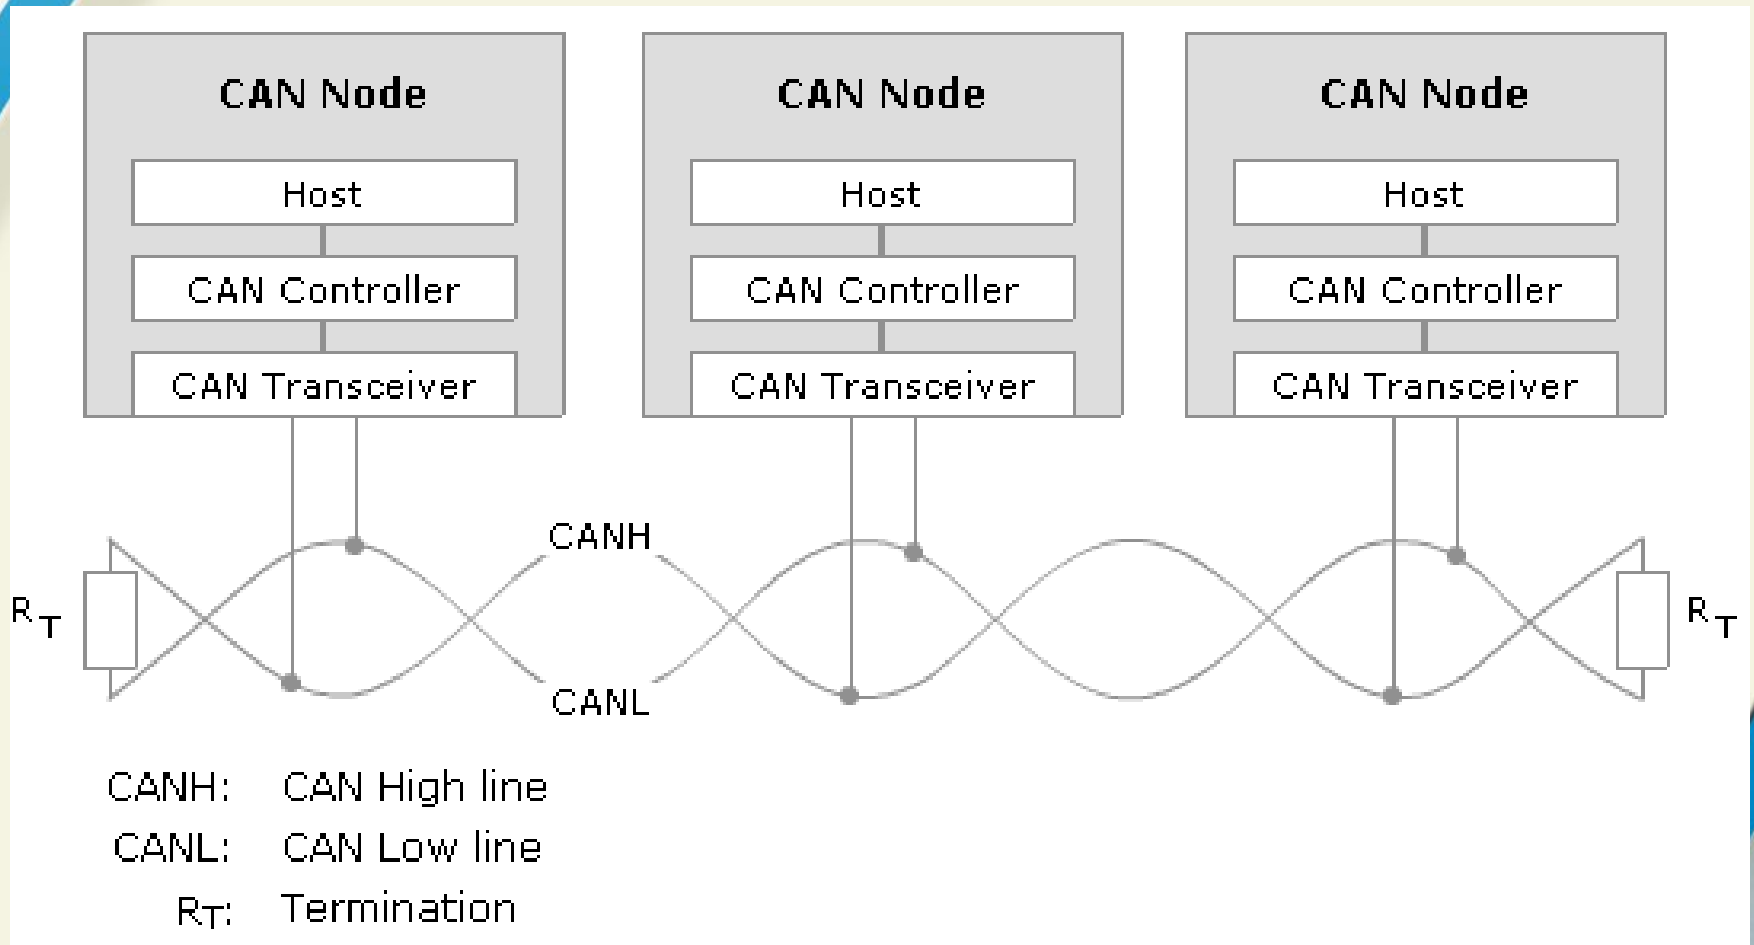 CAN Node
Host
CAN Controller
CAN Transceiver
CAN Node
Host
CAN Controller
CAN Transceiver
CAN Node
Host
CAN Controller
CAN Transceiver
RT
CANH
CANL
RT
CANH: CAN High line
CANL: CAN Low line
RT: Termination